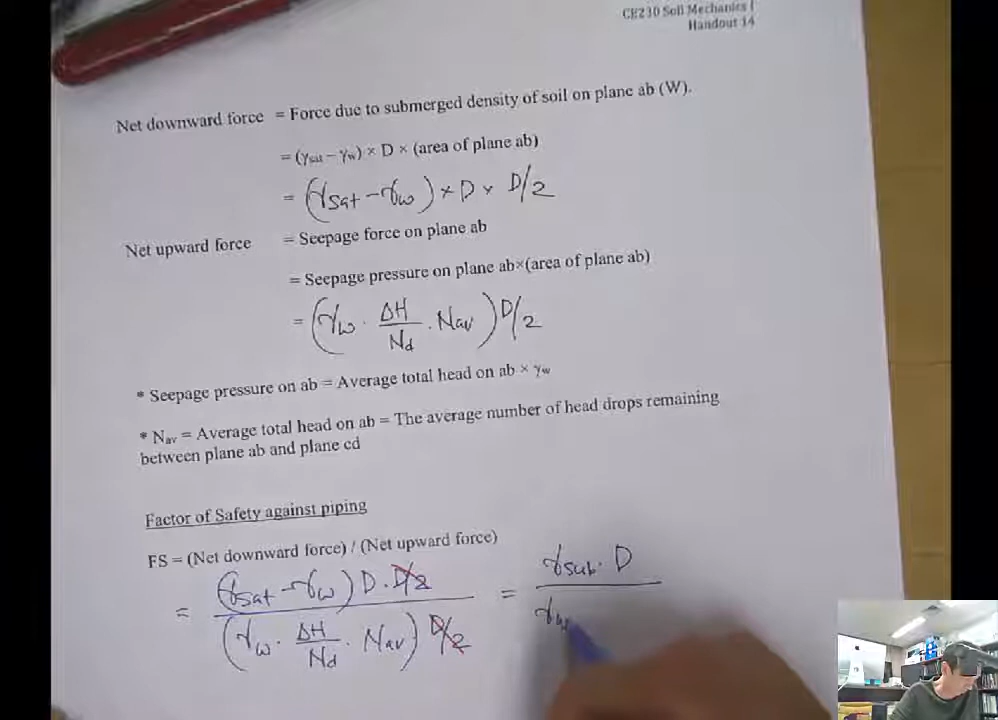 CE230 Soil Mechanics I
Handout 14
Net downward force = Force due to submerged density of soil on plane ab (W).
= (γsat – γw) × D × (area of plane ab)
= (γsat – γw) × D × D/2
Net upward force = Seepage force on plane ab
= Seepage pressure on plane ab×(area of plane ab)
= (γw · ΔH/Nd · Nav) D/2
* Seepage pressure on ab = Average total head on ab × γw
* Nav = Average total head on ab = The average number of head drops remaining
between plane ab and plane cd
Factor of Safety against piping
FS = (Net downward force) / (Net upward force)
= (γsat – γw) D · D/2 / (γw · ΔH/Nd · Nav) D/2 = γsub · D / γw